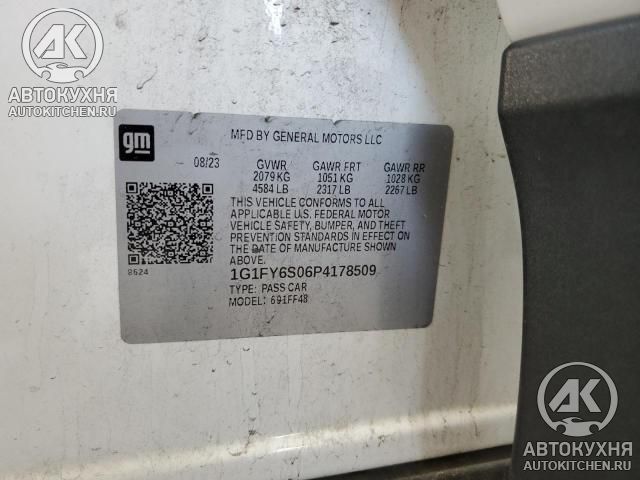 AK
АВТОКУХНЯ
AUTOKITCHEN.RU
gm
MFD BY GENERAL MOTORS LLC
08/23 GVWR GAWR FRT GAWR RR
2079 KG 1051 KG 1028 KG
4584 LB 2317 LB 2267 LB
THIS VEHICLE CONFORMS TO ALL
APPLICABLE U.S. FEDERAL MOTOR
VEHICLE SAFETY, BUMPER, AND THEFT
PREVENTION STANDARDS IN EFFECT ON
THE DATE OF MANUFACTURE SHOWN
ABOVE.
8624
1G1FY6S06P4178509
TYPE: PASS CAR
MODEL: 691FF48
AK
АВТОКУХНЯ
AUTOKITCHEN.RU